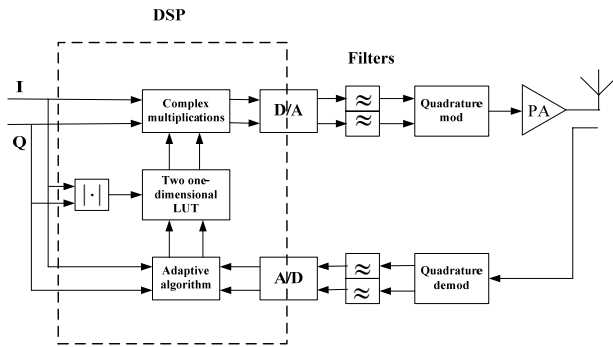 DSP
Filters
I
Q
Complex
multiplications
D/A
≈
≈
Quadrature
mod
PA
|·|
Two one-
dimensional
LUT
Adaptive
algorithm
A/D
≈
≈
Quadrature
demod